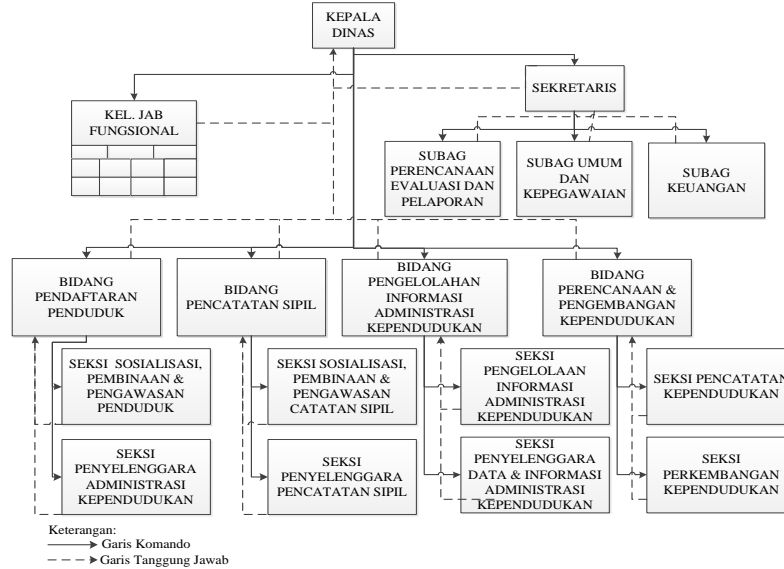 KEPALA
DINAS
SEKRETARIS
KEL. JAB
FUNGSIONAL
SUBAG
PERENCANAAN
EVALUASI DAN
PELAPORAN
SUBAG UMUM
DAN
KEPEGAWAIAN
SUBAG
KEUANGAN
BIDANG
PENDAFTARAN
PENDUDUK
BIDANG
PENCATATAN SIPIL
BIDANG
PENGELOLAHAN
INFORMASI
ADMINISTRASI
KEPENDUDUKAN
BIDANG
PERENCANAAN &
PENGEMBANGAN
KEPENDUDUKAN
SEKSI SOSIALISASI,
PEMBINAAN &
PENGAWASAN
PENDUDUK
SEKSI SOSIALISASI,
PEMBINAAN &
PENGAWASAN
CATATAN SIPIL
SEKSI
PENGELOLAAN
INFORMASI
ADMINISTRASI
KEPENDUDUKAN
SEKSI PENCATATAN
KEPENDUDUKAN
SEKSI
PENYELENGGARA
ADMINISTRASI
KEPENDUDUKAN
SEKSI
PENYELENGGARA
PENCATATAN SIPIL
SEKSI
PENYELENGGARA
DATA & INFORMASI
ADMINISTRASI
KEPENDUDUKAN
SEKSI
PERKEMBANGAN
KEPENDUDUKAN
Keterangan:
Garis Komando
Garis Tanggung Jawab